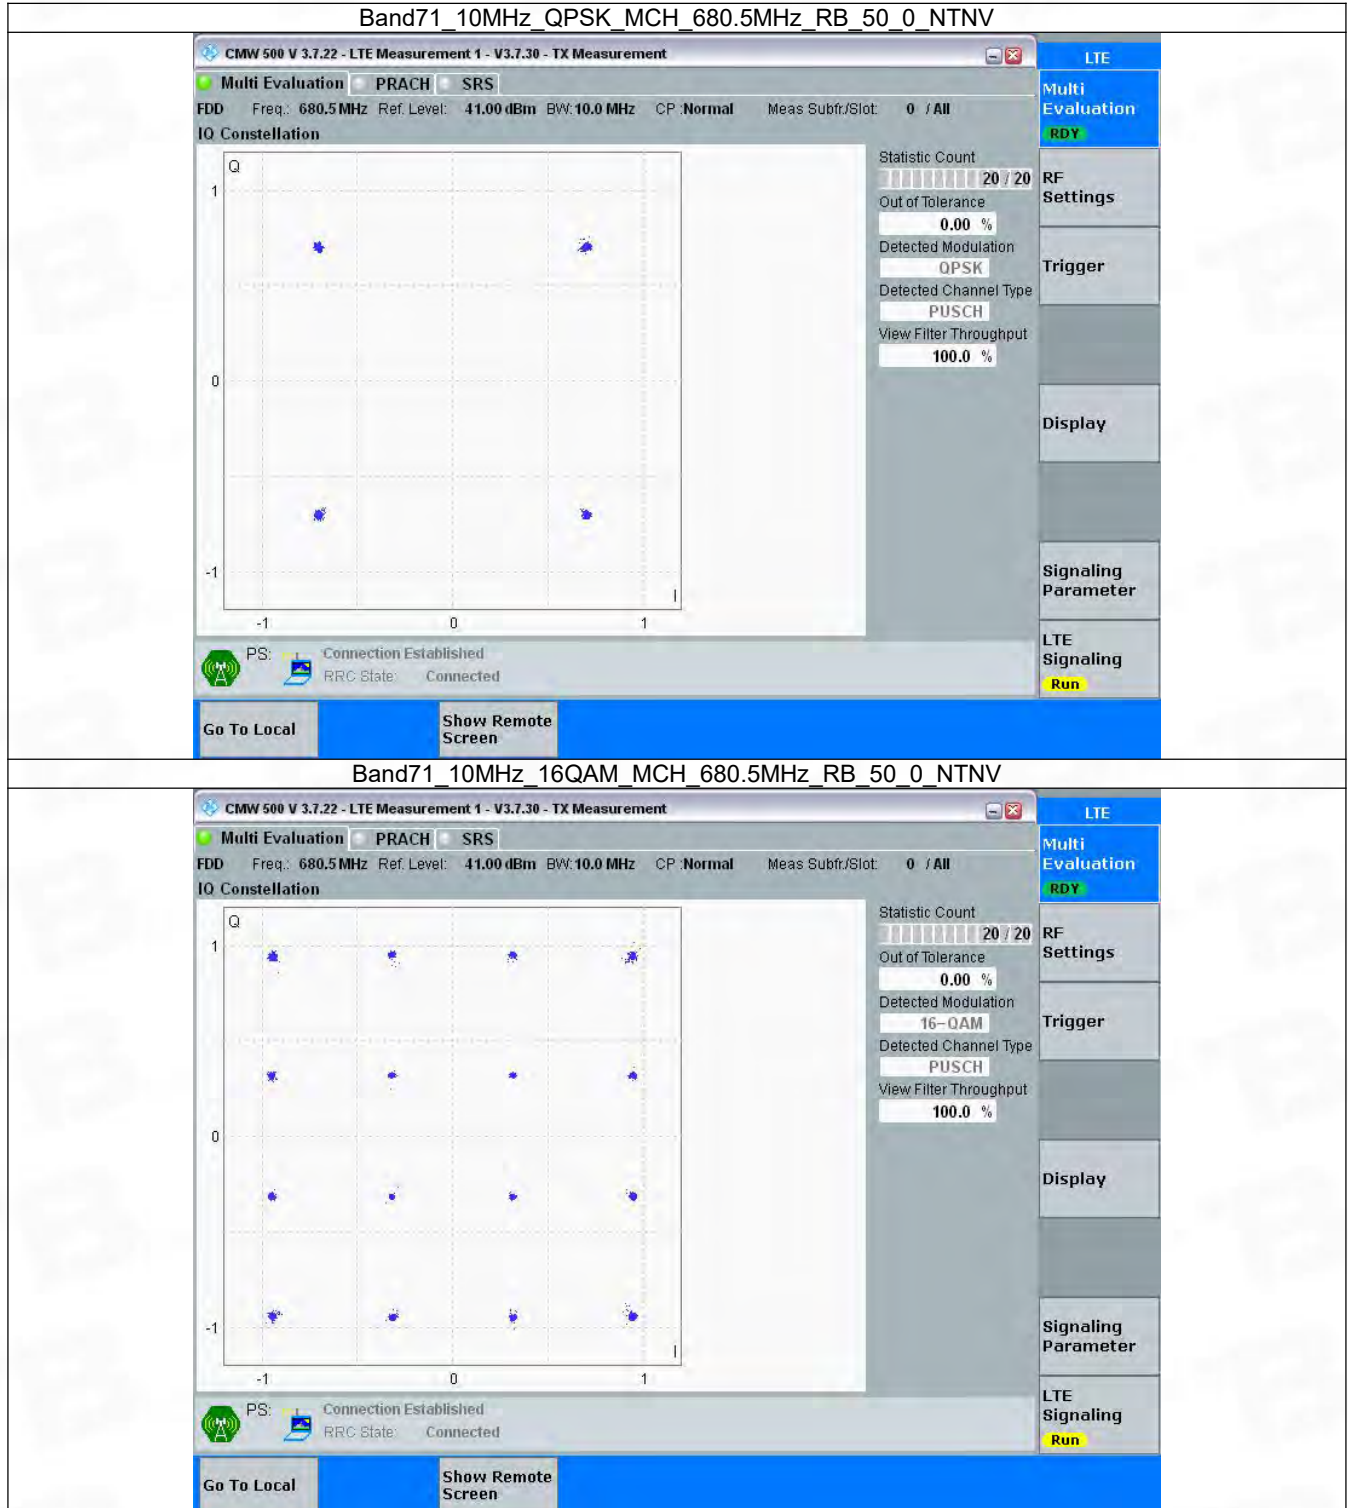 Band71_10MHz_QPSK_MCH_680.5MHz_RB_50_0_NTNV
CMW 500 V 3.7.22 - LTE Measurement 1 - V3.7.30 - TX Measurement
LTE
Multi Evaluation PRACH SRS
Multi
Evaluation
RDY
FDD Freq.: 680.5 MHz Ref. Level: 41.00 dBm BW: 10.0 MHz CP :Normal Meas Subfr./Slot: 0 / All
IQ Constellation
Q
1
0
-1
-1 0 1
I
Statistic Count
20 / 20
Out of Tolerance
0.00 %
Detected Modulation
QPSK
Detected Channel Type
PUSCH
View Filter Throughput
100.0 %
RF
Settings
Trigger
Display
Signaling
Parameter
LTE
Signaling
Run
PS: Connection Established
RRC State: Connected
Go To Local
Show Remote
Screen
Band71_10MHz_16QAM_MCH_680.5MHz_RB_50_0_NTNV
CMW 500 V 3.7.22 - LTE Measurement 1 - V3.7.30 - TX Measurement
LTE
Multi Evaluation PRACH SRS
Multi
Evaluation
RDY
FDD Freq.: 680.5 MHz Ref. Level: 41.00 dBm BW: 10.0 MHz CP :Normal Meas Subfr./Slot: 0 / All
IQ Constellation
Q
1
0
-1
-1 0 1
I
Statistic Count
20 / 20
Out of Tolerance
0.00 %
Detected Modulation
16-QAM
Detected Channel Type
PUSCH
View Filter Throughput
100.0 %
RF
Settings
Trigger
Display
Signaling
Parameter
LTE
Signaling
Run
PS: Connection Established
RRC State: Connected
Go To Local
Show Remote
Screen